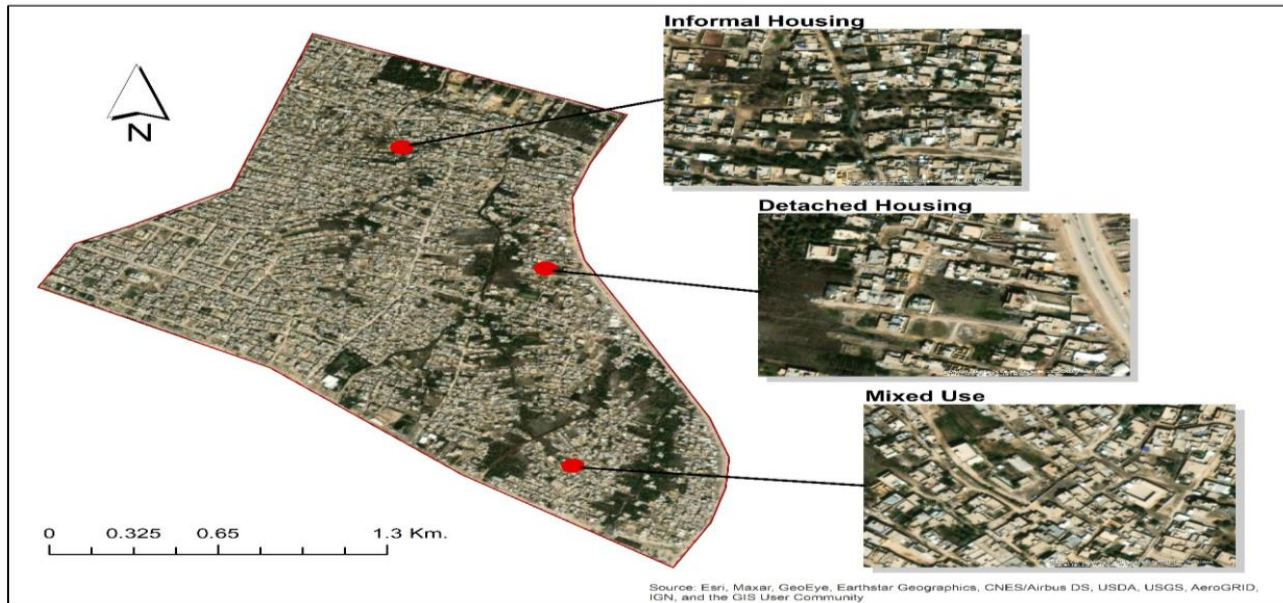 Informal Housing
N
Detached Housing
Mixed Use
0 0.325 0.65 1.3 Km.
Source: Esri, Maxar, GeoEye, Earthstar Geographics, CNES/Airbus DS, USDA, USGS, AeroGRID,
IGN, and the GIS User Community